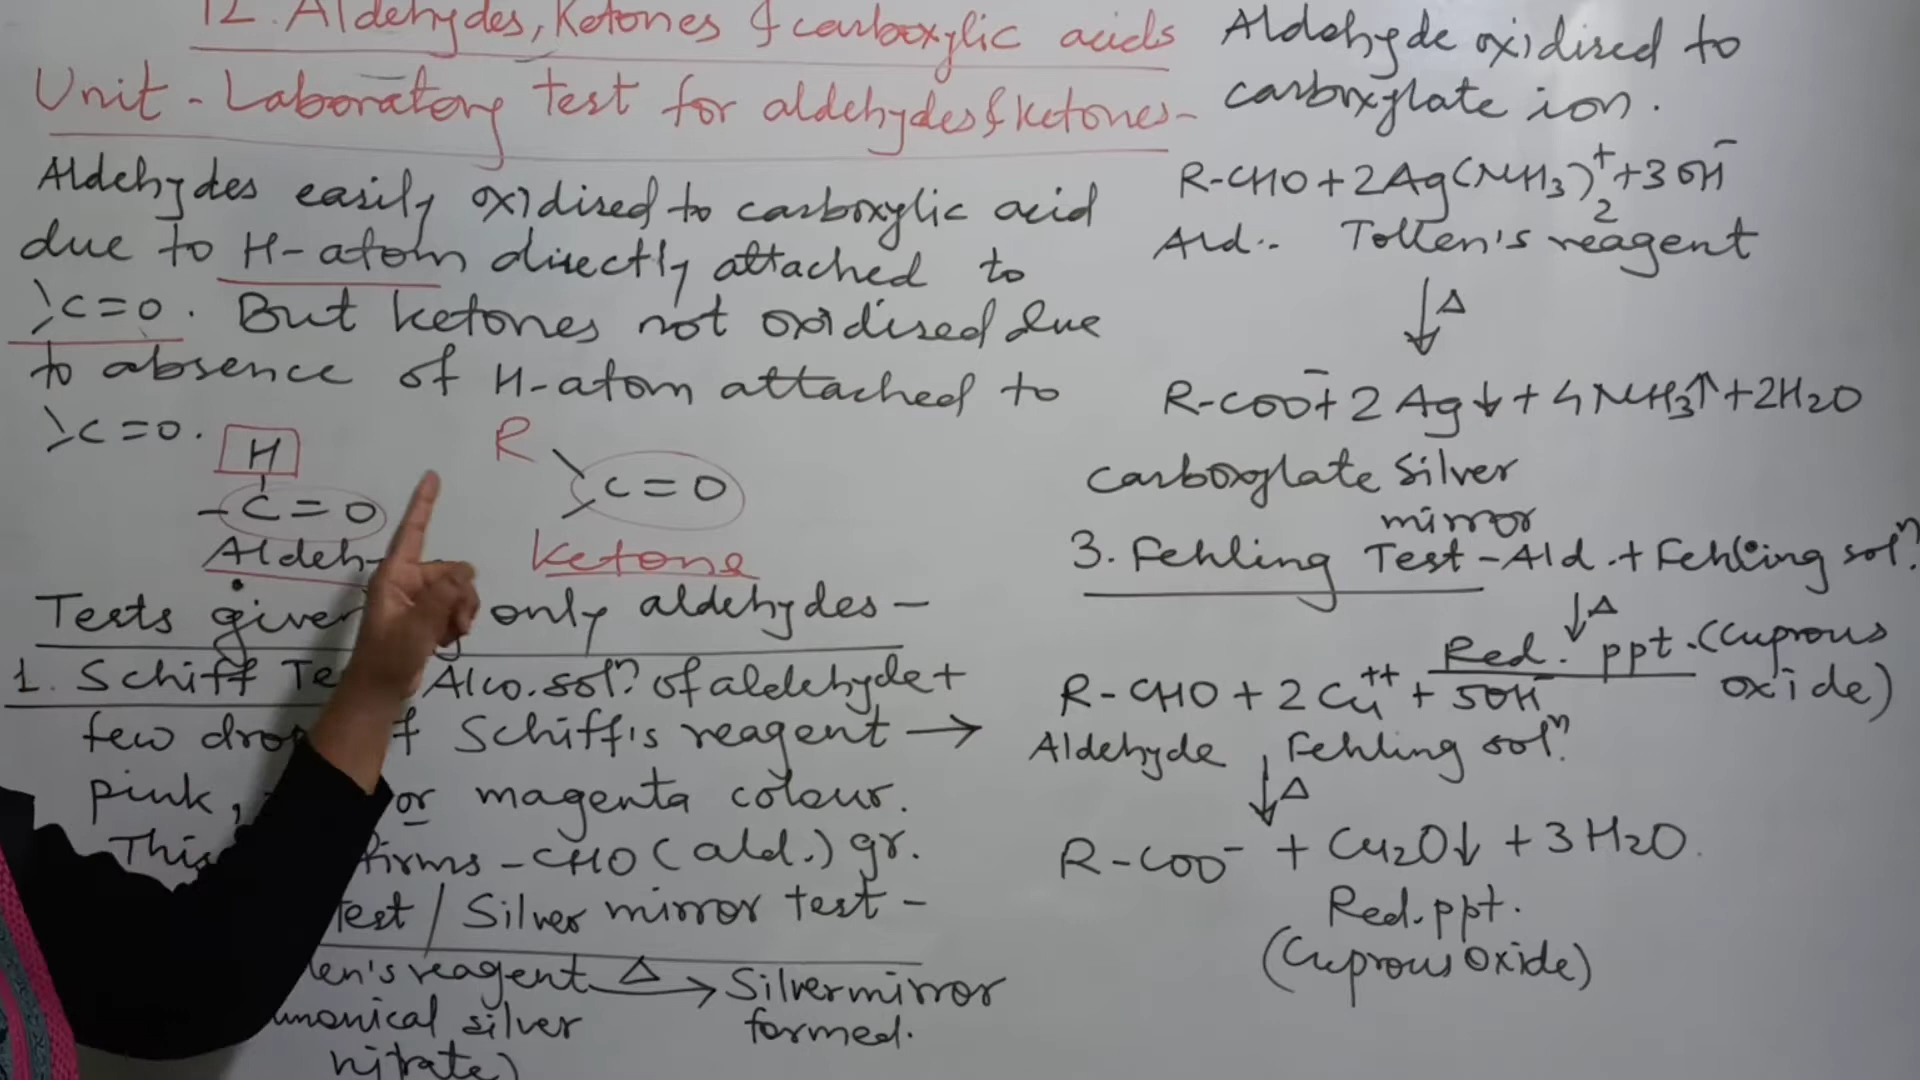 12. Aldehydes, Ketones & carboxylic acids
Unit - Laboratory test for aldehydes & ketones -
Aldehydes easily oxidised to carboxylic acid
due to H-atom directly attached to
>C=O. But ketones not oxidised due
to absence of H-atom attached to
>C=O.
H
-C=O
Aldeh
R
>C=O
Ketone
Tests given only aldehydes -
1. Schiff Te Alco. solⁿ. of aldehyde +
few drop f Schiff's reagent →
pink, or magenta colour.
This firms -CHO (ald.) gr.
Test / Silver mirror test -
len's reagent Δ→ Silver mirror
formed.
monical silver
nitrate)
Aldehyde oxidised to
carboxylate ion.
R-CHO + 2Ag(NH₃)₂⁺ + 3OH⁻
Ald.. Tollen's reagent
↓Δ
R-COO⁻ + 2Ag↓ + 4NH₃↑ + 2H₂O
carboxylate Silver
mirror
3. Fehling Test - Ald. + Fehling solⁿ.
↓Δ
Red. ppt. (Cuprous
oxide)
R-CHO + 2Cu⁺⁺ + 5OH⁻
Aldehyde Fehling solⁿ.
↓Δ
R-COO⁻ + Cu₂O↓ + 3H₂O.
Red. ppt.
(Cuprous Oxide)